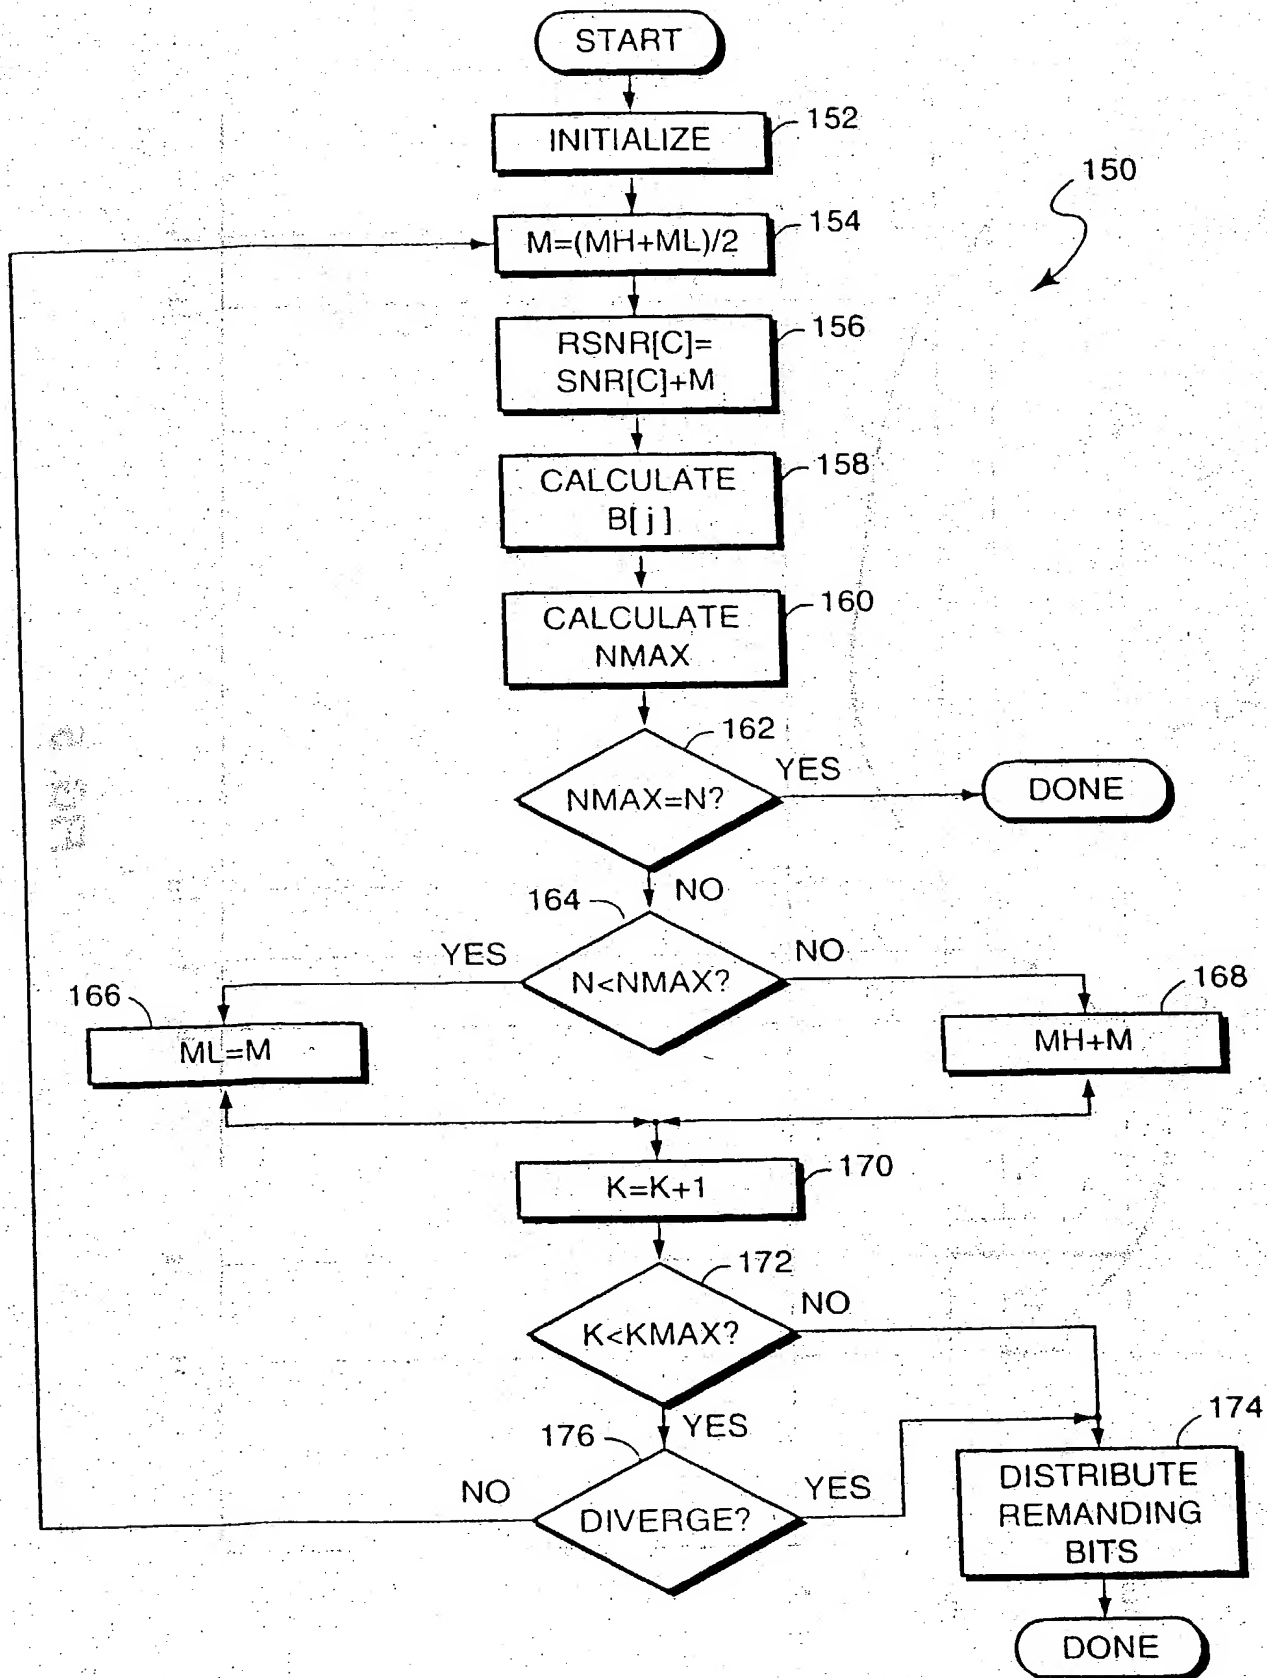 START
INITIALIZE
152
150
M=(MH+ML)/2
154
RSNR[C]=
SNR[C]+M
156
CALCULATE
B[j]
158
CALCULATE
NMAX
160
162
NMAX=N?
YES
DONE
NO
164
YES
N<NMAX?
NO
166
ML=M
168
MH+M
K=K+1
170
172
K<KMAX?
NO
YES
176
NO
DIVERGE?
YES
174
DISTRIBUTE
REMANDING
BITS
DONE